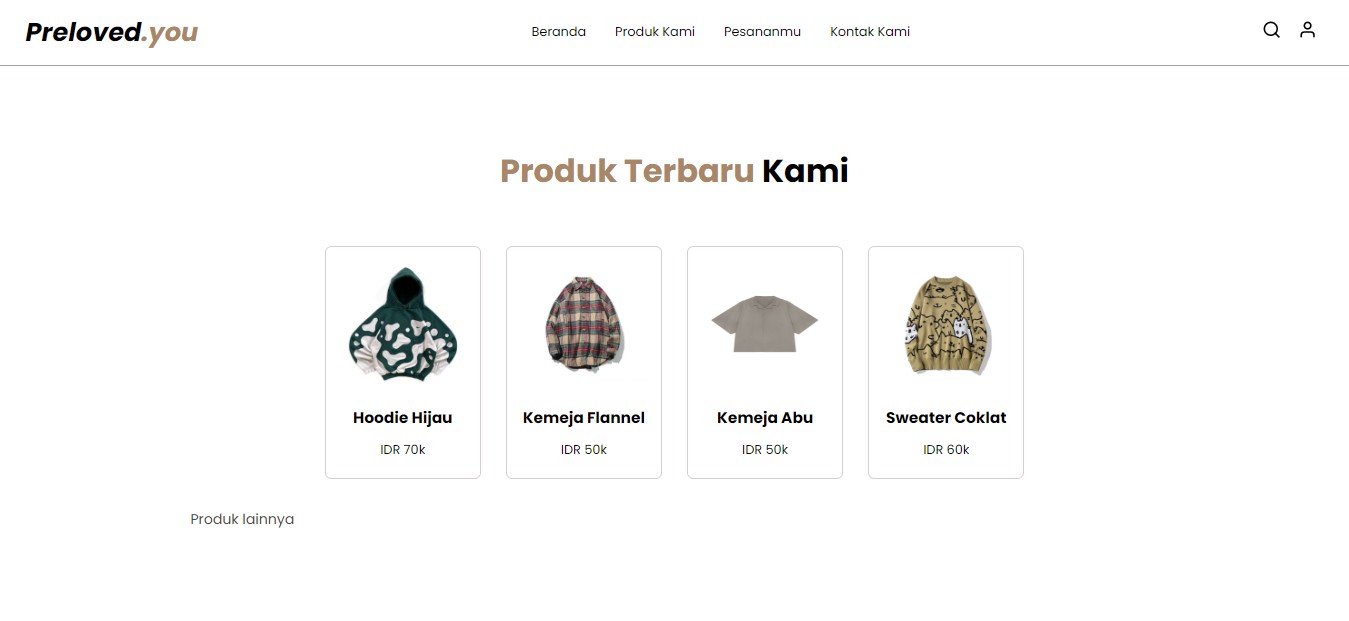 Preloved.you
Beranda Produk Kami Pesananmu Kontak Kami
Produk Terbaru Kami
Hoodie Hijau
IDR 70k
Kemeja Flannel
IDR 50k
Kemeja Abu
IDR 50k
Sweater Coklat
IDR 60k
Produk lainnya